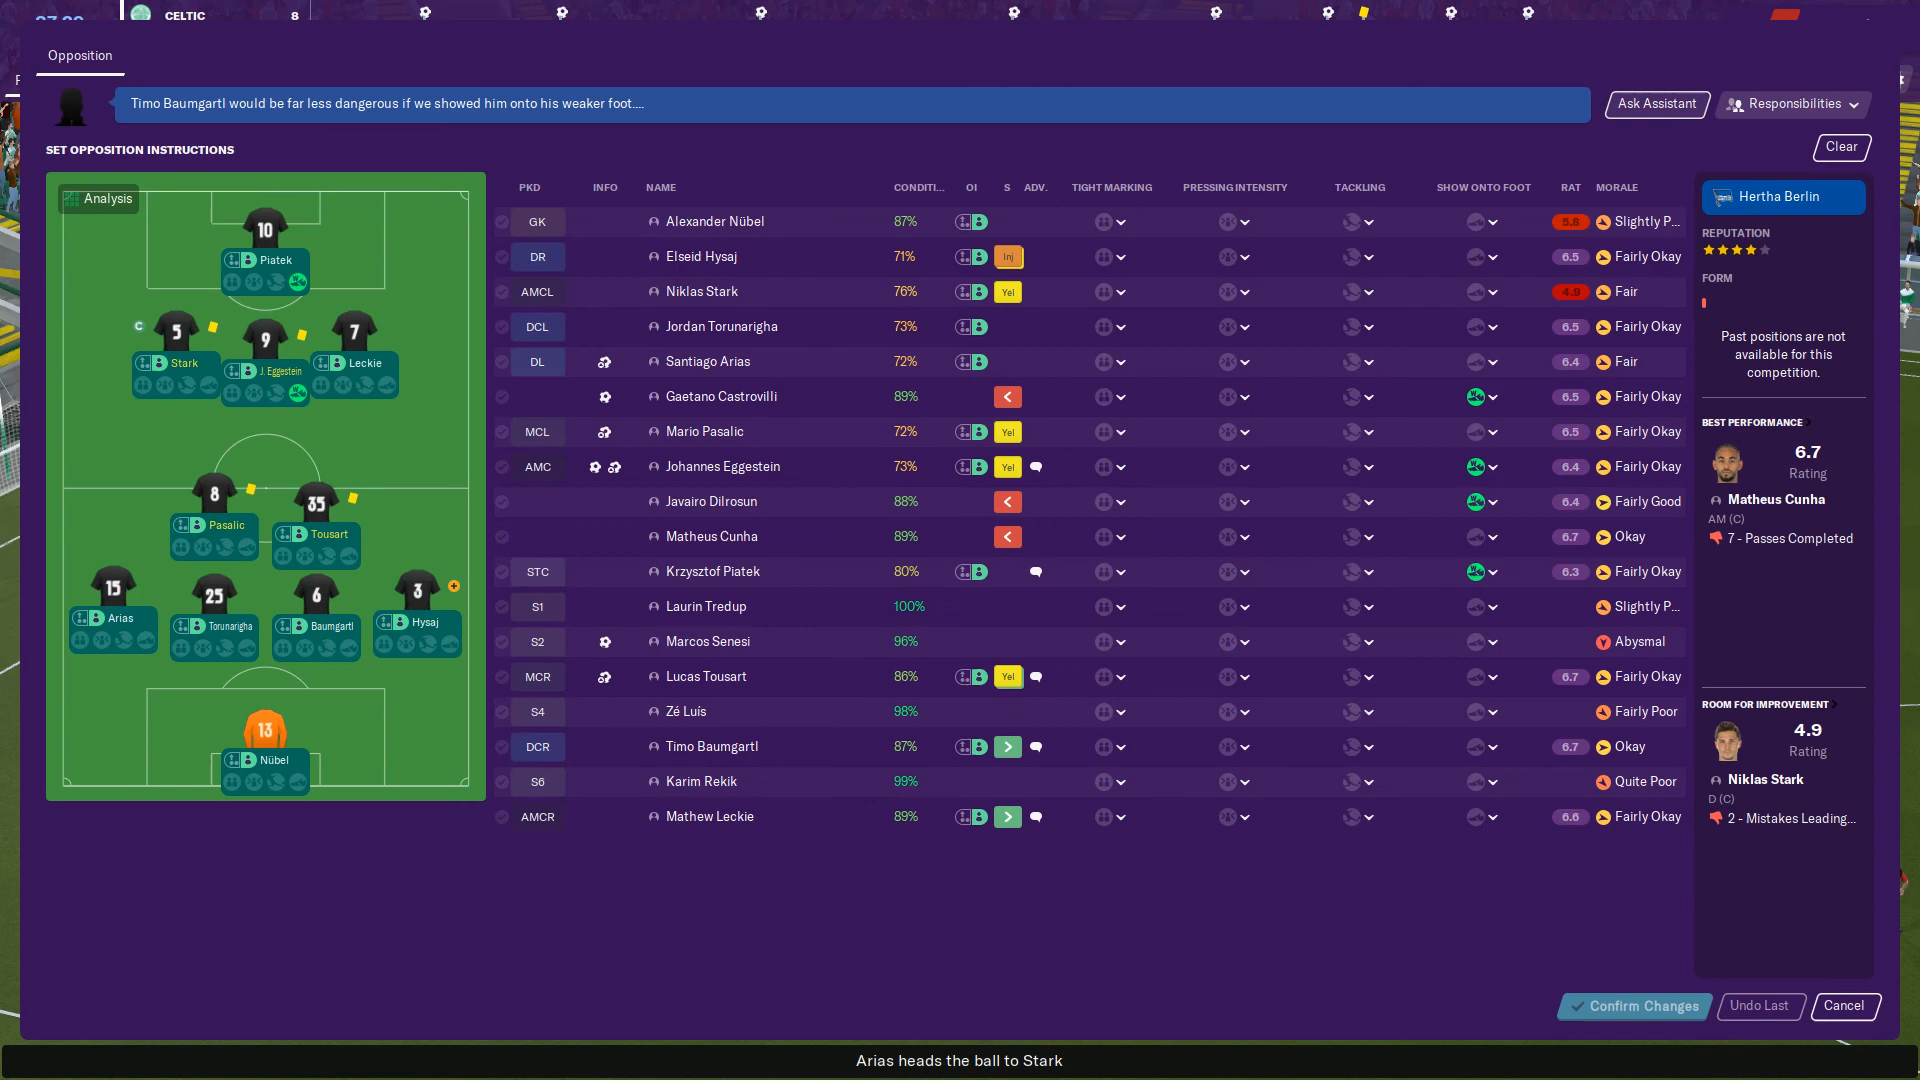 CELTIC 8
Opposition
Timo Baumgartl would be far less dangerous if we showed him onto his weaker foot....
Ask Assistant
Responsibilities
SET OPPOSITION INSTRUCTIONS
Clear
Analysis
10
Piatek
C
5
9
7
Stark
J. Eggestein
Leckie
8
35
Pasalic
Tousart
15
25
6
3
Arias
Torunarigha
Baumgartl
Hysaj
13
Nübel
PKD INFO NAME CONDITI... OI S ADV. TIGHT MARKING PRESSING INTENSITY TACKLING SHOW ONTO FOOT RAT MORALE
GK Alexander Nübel 87% 5.8 Slightly P...
DR Elseid Hysaj 71% Inj 6.5 Fairly Okay
AMCL Niklas Stark 76% Yel 4.9 Fair
DCL Jordan Torunarigha 73% 6.5 Fairly Okay
DL Santiago Arias 72% 6.4 Fair
Gaetano Castrovilli 89% 6.5 Fairly Okay
MCL Mario Pasalic 72% Yel 6.5 Fairly Okay
AMC Johannes Eggestein 73% Yel 6.4 Fairly Okay
Javairo Dilrosun 88% 6.4 Fairly Good
Matheus Cunha 89% 6.7 Okay
STC Krzysztof Piatek 80% 6.3 Fairly Okay
S1 Laurin Tredup 100% Slightly P...
S2 Marcos Senesi 96% Abysmal
MCR Lucas Tousart 86% Yel 6.7 Fairly Okay
S4 Zé Luís 98% Fairly Poor
DCR Timo Baumgartl 87% 6.7 Okay
S6 Karim Rekik 99% Quite Poor
AMCR Mathew Leckie 89% 6.6 Fairly Okay
Hertha Berlin
REPUTATION
FORM
Past positions are not
available for this
competition.
BEST PERFORMANCE
6.7
Rating
Matheus Cunha
AM (C)
7 - Passes Completed
ROOM FOR IMPROVEMENT
4.9
Rating
Niklas Stark
D (C)
2 - Mistakes Leading...
Confirm Changes
Undo Last
Cancel
Arias heads the ball to Stark